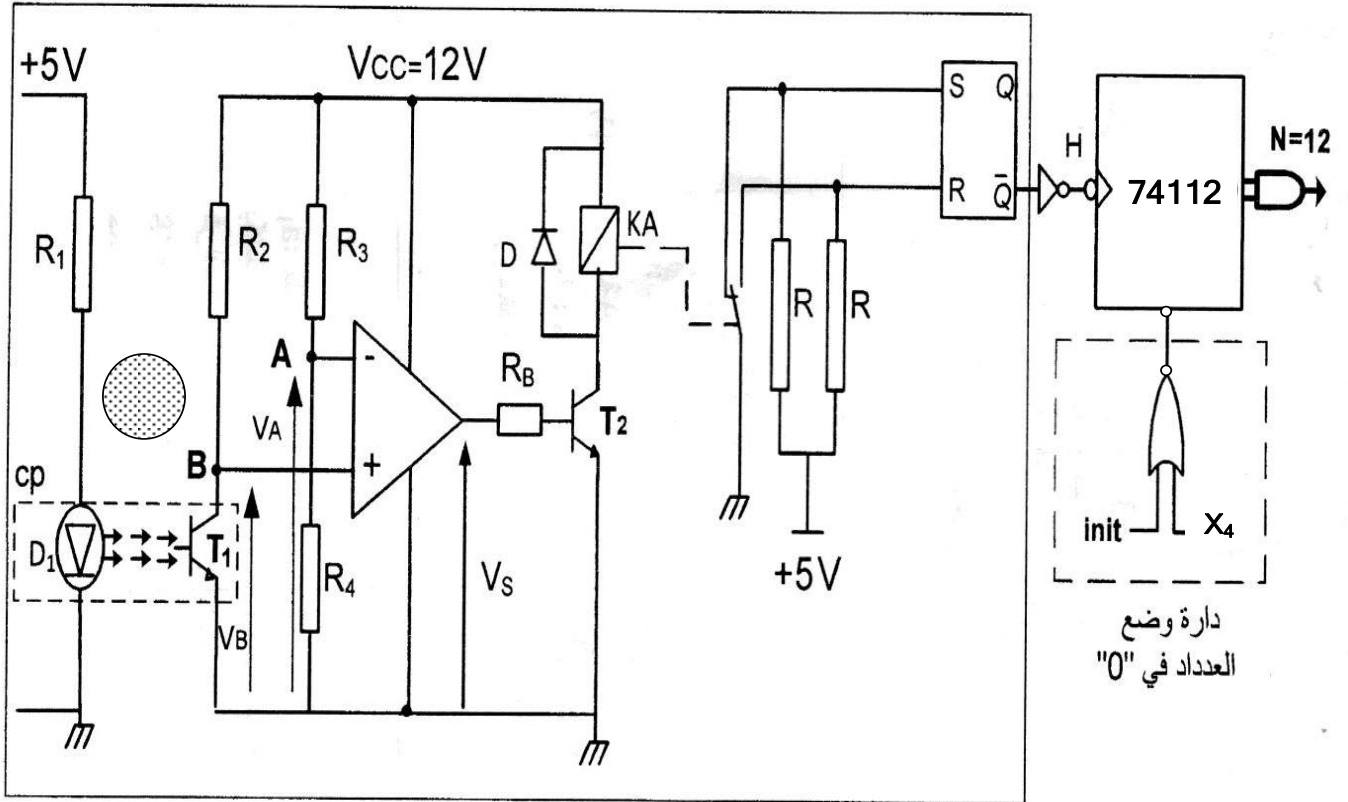 +5V
VCC=12V
R1
R2
R3
D
KA
A
B
VA
RB
T2
cp
D1
T1
VB
R4
VS
-
+
R
R
+5V
S Q
R Q̄
H
74112
N=12
init
X4
دارة وضع
العدداد في "0"